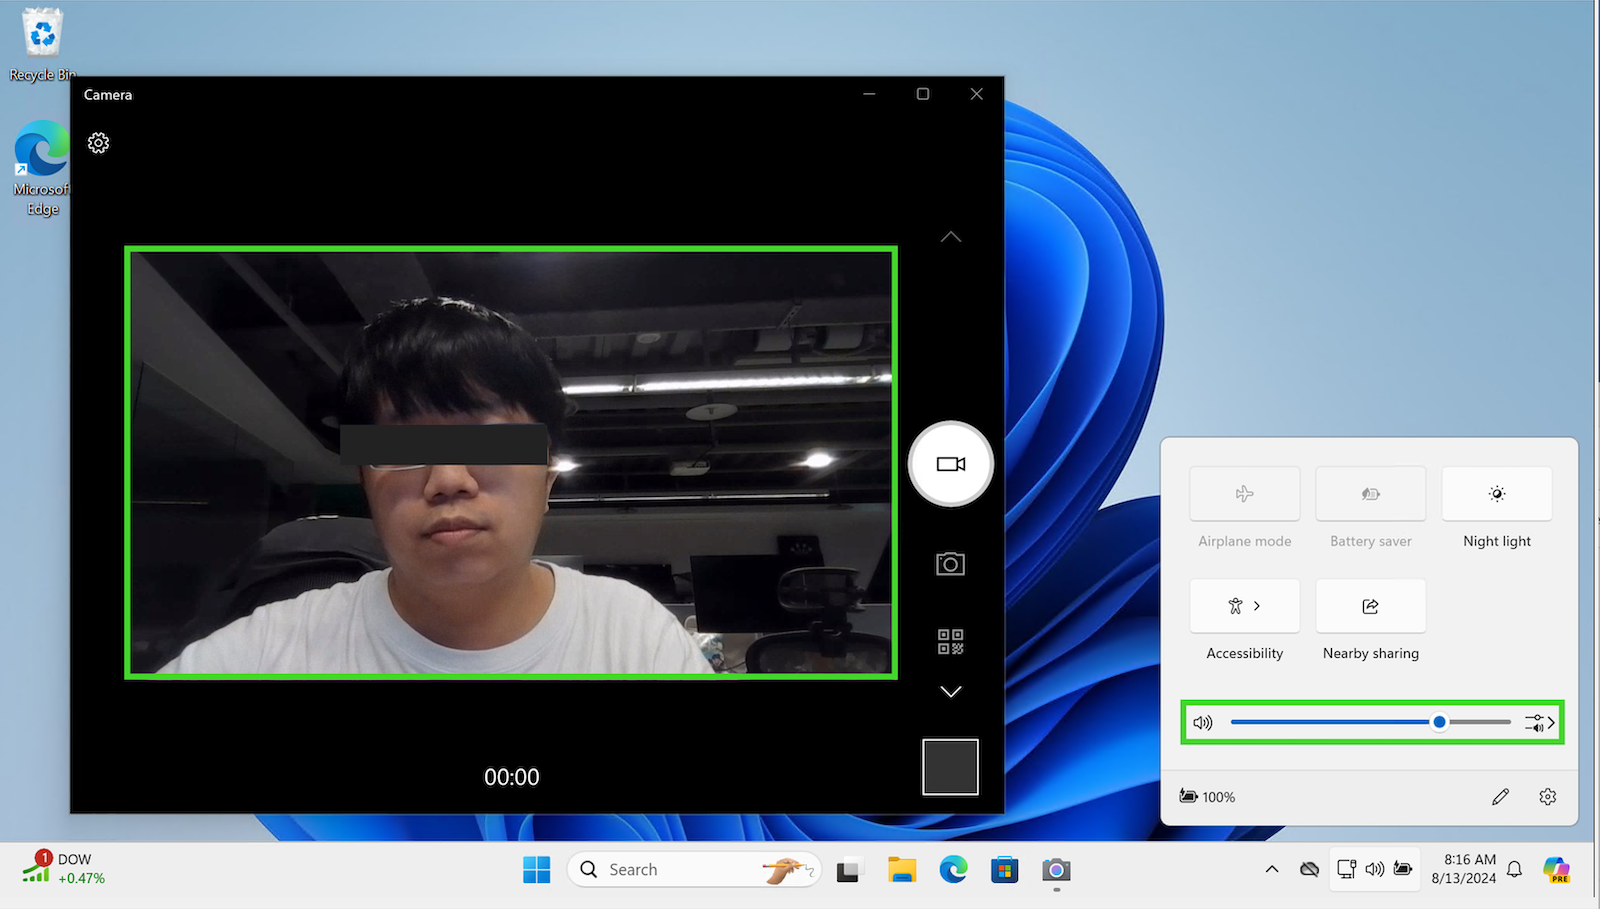 Recycle Bin
Microsoft
Edge
Camera
00:00
Airplane mode
Battery saver
Night light
Accessibility
Nearby sharing
100%
1
DOW
+0.47%
Search
8:16 AM
8/13/2024
PRE